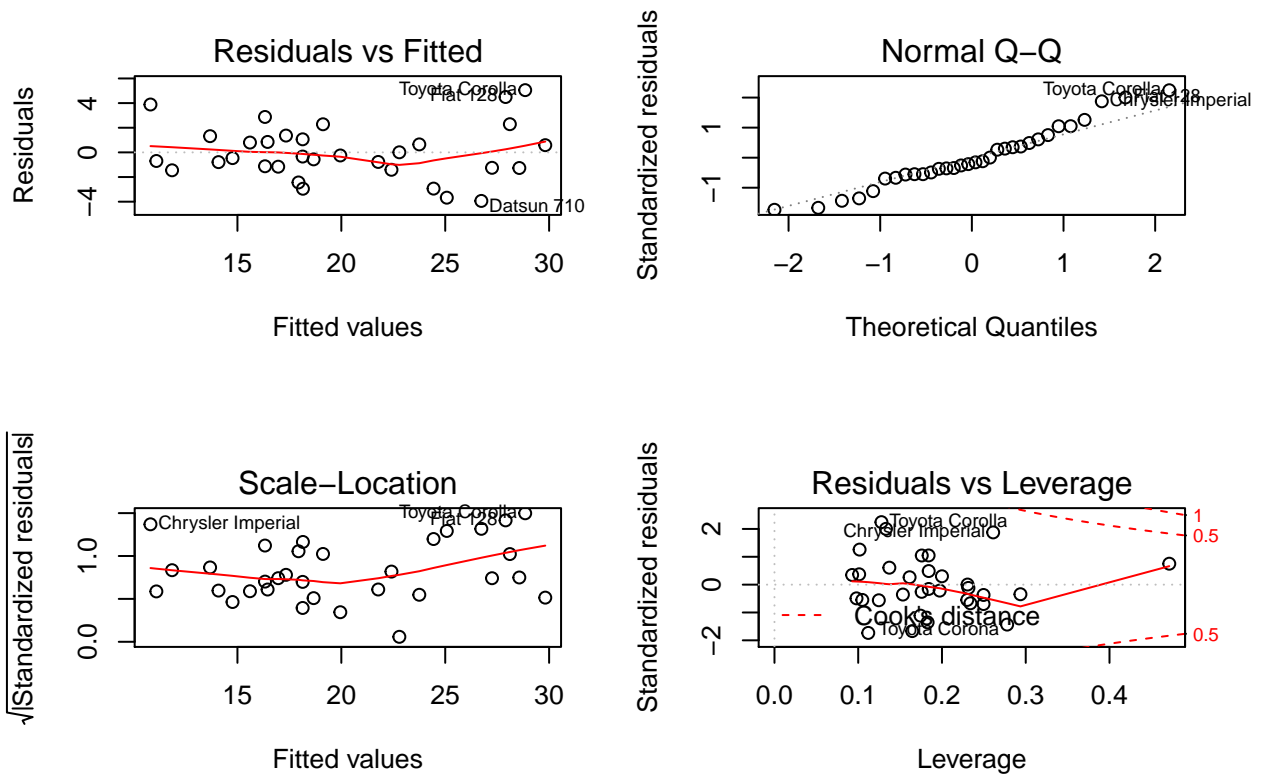 Residuals vs Fitted
Residuals
4
0
−4
Toyota Corolla
Fiat 128
Datsun 710
15 20 25 30
Fitted values
Normal Q−Q
Standardized residuals
1
−1
Toyota Corolla
Fiat 128
Chrysler Imperial
−2 −1 0 1 2
Theoretical Quantiles
Scale−Location
√|Standardized residuals|
1.0
0.0
Toyota Corolla
Fiat 128
Chrysler Imperial
15 20 25 30
Fitted values
Residuals vs Leverage
Standardized residuals
2
0
−2
Toyota Corolla
Chrysler Imperial
Cook's distance
Toyota Corona
1
0.5
0.5
0.0 0.1 0.2 0.3 0.4
Leverage